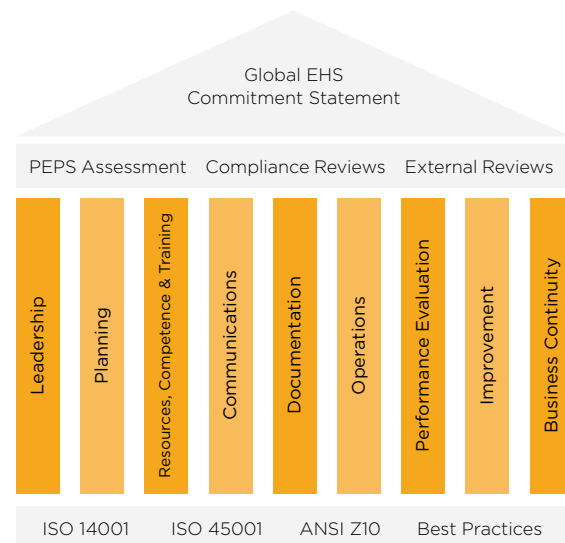 Global EHS
Commitment Statement
PEPS Assessment Compliance Reviews External Reviews
Leadership
Planning
Resources, Competence & Training
Communications
Documentation
Operations
Performance Evaluation
Improvement
Business Continuity
ISO 14001 ISO 45001 ANSI Z10 Best Practices